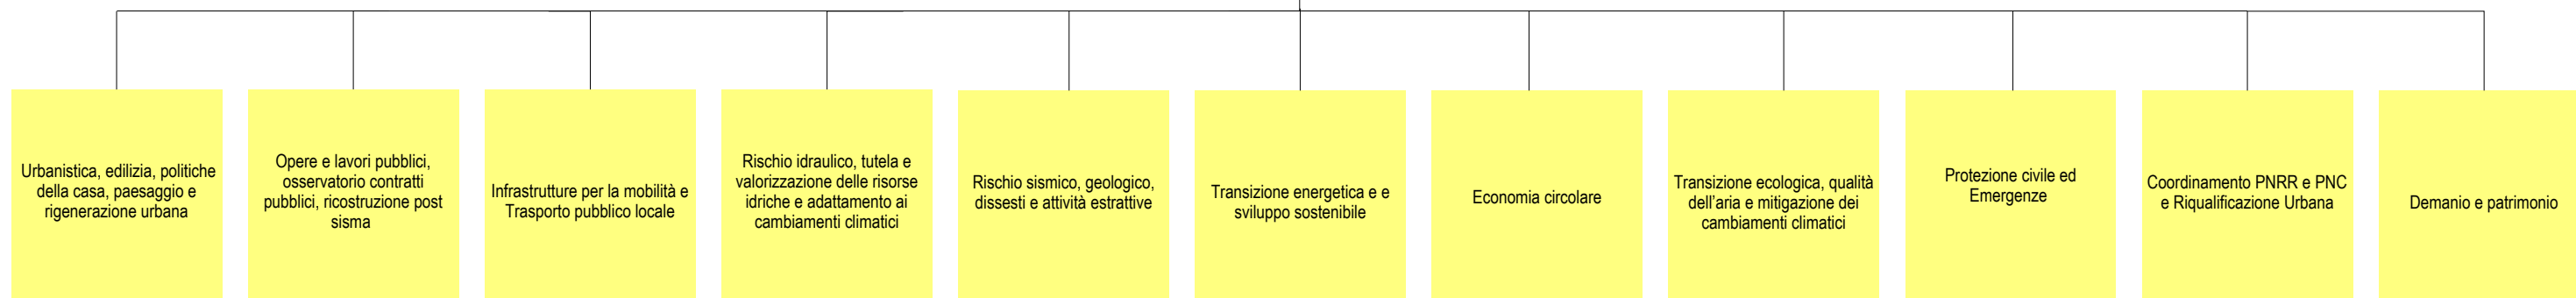 Urbanistica, edilizia, politiche
della casa, paesaggio e
rigenerazione urbana
Opere e lavori pubblici,
osservatorio contratti
pubblici, ricostruzione post
sisma
Infrastrutture per la mobilità e
Trasporto pubblico locale
Rischio idraulico, tutela e
valorizzazione delle risorse
idriche e adattamento ai
cambiamenti climatici
Rischio sismico, geologico,
dissesti e attività estrattive
Transizione energetica e e
sviluppo sostenibile
Economia circolare
Transizione ecologica, qualità
dell'aria e mitigazione dei
cambiamenti climatici
Protezione civile ed
Emergenze
Coordinamento PNRR e PNC
e Riqualificazione Urbana
Demanio e patrimonio